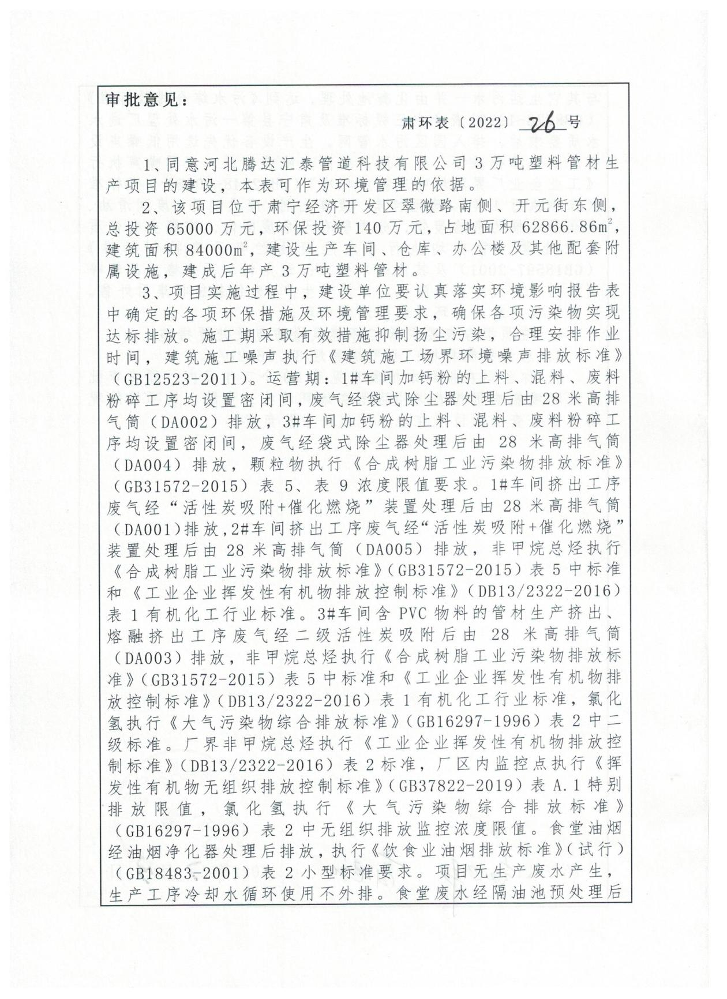 审批意见：
肃环表〔2022〕26号
1、同意河北腾达汇泰管道科技有限公司3万吨塑料管材生
产项目的建设，本表可作为环境管理的依据。
2、该项目位于肃宁经济开发区翠微路南侧、开元街东侧，
总投资 65000 万元，环保投资 140 万元，占地面积 62866.86m²，
建筑面积 84000m²，建设生产车间、仓库、办公楼及其他配套附
属设施，建成后年产3万吨塑料管材。
3、项目实施过程中，建设单位要认真落实环境影响报告表
中确定的各项环保措施及环境管理要求，确保各项污染物实现
达标排放。施工期采取有效措施抑制扬尘污染，合理安排作业
时间，建筑施工噪声执行《建筑施工场界环境噪声排放标准》
（GB12523-2011）。运营期：1#车间加钙粉的上料、混料、废料
粉碎工序均设置密闭间，废气经袋式除尘器处理后由 28 米高排
气筒（DA002）排放，3#车间加钙粉的上料、混料、废料粉碎工
序均设置密闭间，废气经袋式除尘器处理后由 28 米高排气筒
（DA004）排放，颗粒物执行《合成树脂工业污染物排放标准》
（GB31572-2015）表 5、表 9 浓度限值要求。1#车间挤出工序
废气经“活性炭吸附+催化燃烧”装置处理后由 28 米高排气筒
（DA001）排放，2#车间挤出工序废气经“活性炭吸附+催化燃烧”
装置处理后由 28 米高排气筒（DA005）排放，非甲烷总烃执行
《合成树脂工业污染物排放标准》（GB31572-2015）表 5 中标准
和《工业企业挥发性有机物排放控制标准》（DB13/2322-2016）
表 1 有机化工行业标准。3#车间含 PVC 物料的管材生产挤出、
熔融挤出工序废气经二级活性炭吸附后由 28 米高排气筒
（DA003）排放，非甲烷总烃执行《合成树脂工业污染物排放标
准》（GB31572-2015）表 5 中标准和《工业企业挥发性有机物排
放控制标准》（DB13/2322-2016）表 1 有机化工行业标准，氯化
氢执行《大气污染物综合排放标准》（GB16297-1996）表 2 中二
级标准。厂界非甲烷总烃执行《工业企业挥发性有机物排放控
制标准》（DB13/2322-2016）表 2 标准，厂区内监控点执行《挥
发性有机物无组织排放控制标准》（GB37822-2019）表 A.1 特别
排放限值，氯化氢执行《大气污染物综合排放标准》
（GB16297-1996）表 2 中无组织排放监控浓度限值。食堂油烟
经油烟净化器处理后排放，执行《饮食业油烟排放标准》（试行）
（GB18483-2001）表 2 小型标准要求。项目无生产废水产生，
生产工序冷却水循环使用不外排。食堂废水经隔油池预处理后